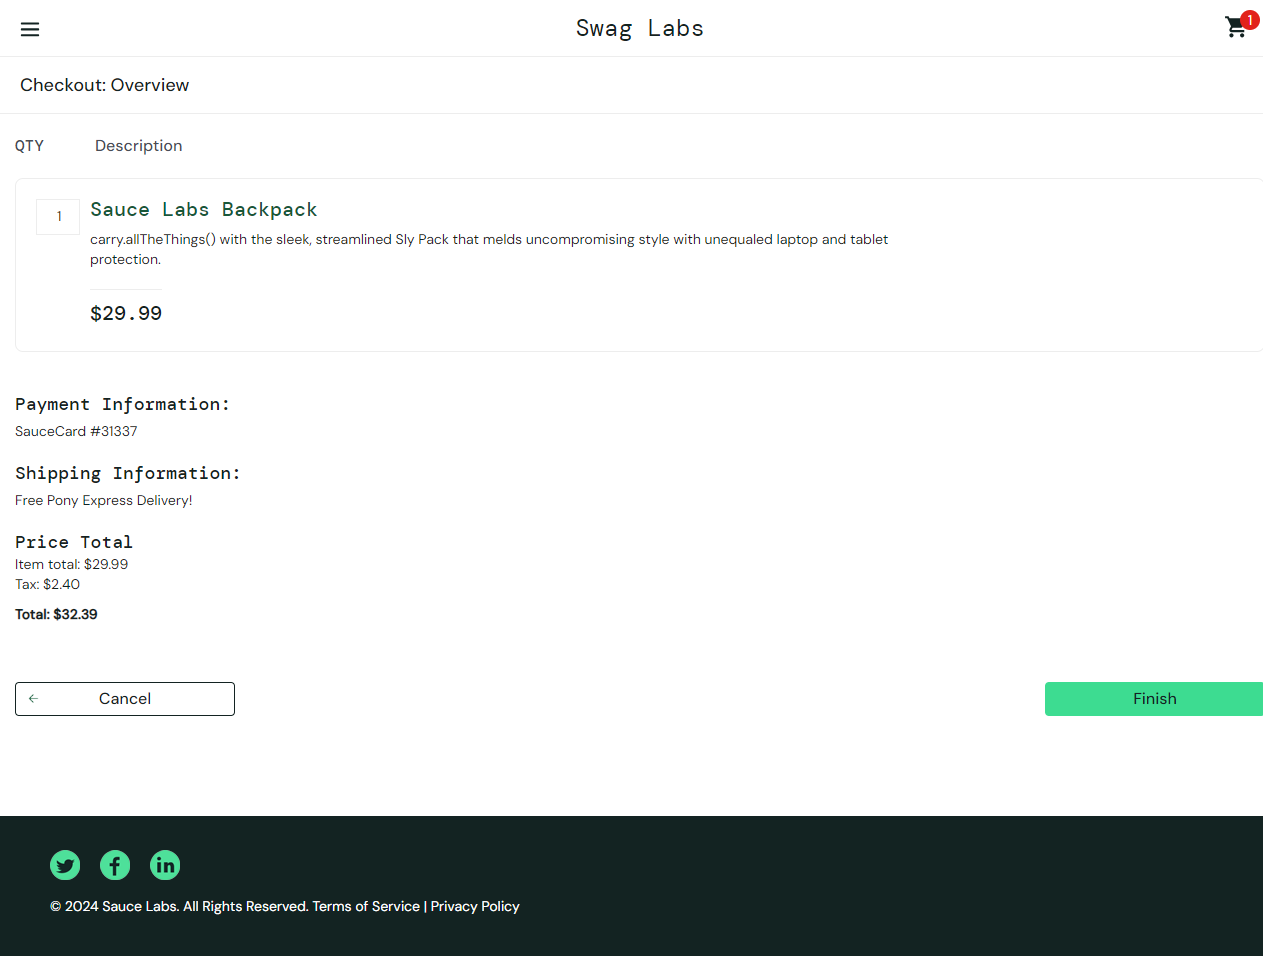 Swag Labs
1
Checkout: Overview
QTY Description
1
Sauce Labs Backpack
carry.allTheThings() with the sleek, streamlined Sly Pack that melds uncompromising style with unequaled laptop and tablet
protection.
$29.99
Payment Information:
SauceCard #31337
Shipping Information:
Free Pony Express Delivery!
Price Total
Item total: $29.99
Tax: $2.40
Total: $32.39
Cancel
Finish
© 2024 Sauce Labs. All Rights Reserved. Terms of Service | Privacy Policy